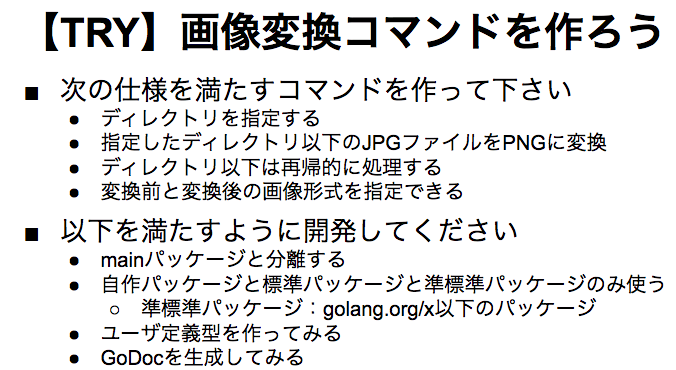 【TRY】画像変換コマンドを作ろう
■ 次の仕様を満たすコマンドを作って下さい
● ディレクトリを指定する
● 指定したディレクトリ以下のJPGファイルをPNGに変換
● ディレクトリ以下は再帰的に処理する
● 変換前と変換後の画像形式を指定できる
■ 以下を満たすように開発してください
● mainパッケージと分離する
● 自作パッケージと標準パッケージと準標準パッケージのみ使う
○ 準標準パッケージ：golang.org/x以下のパッケージ
● ユーザ定義型を作ってみる
● GoDocを生成してみる